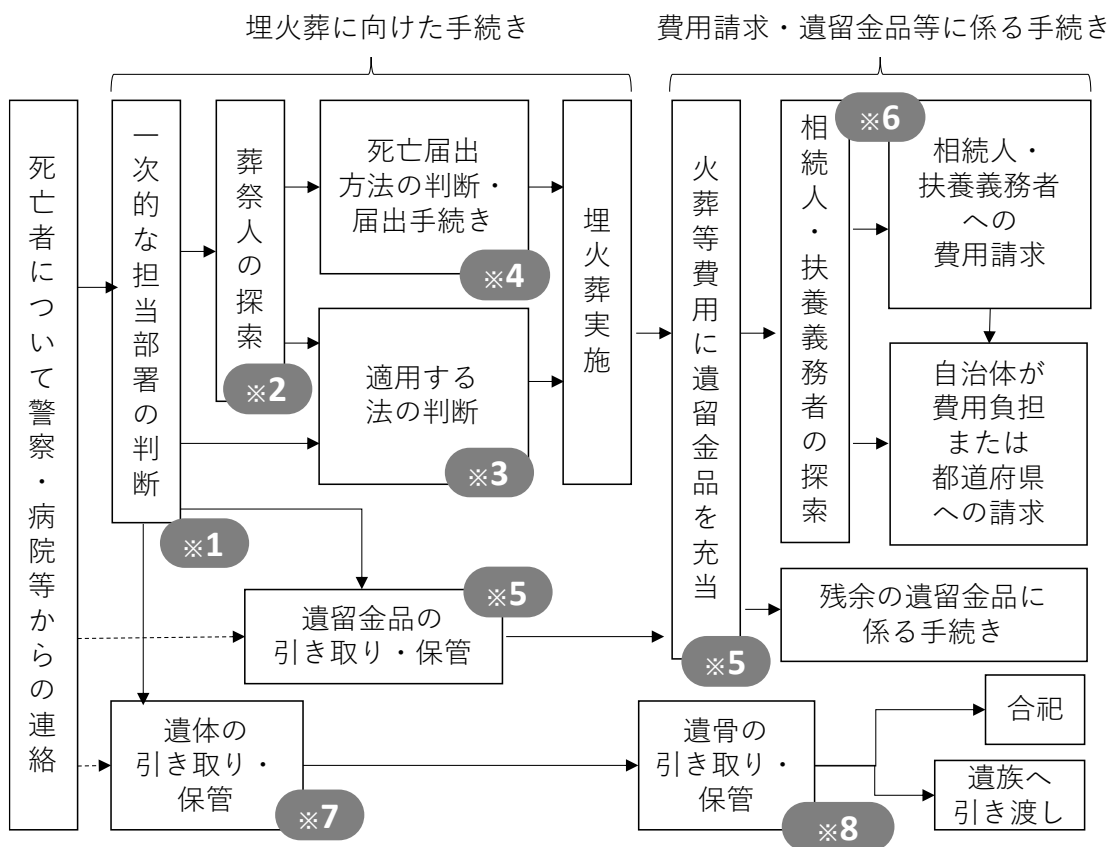 埋火葬に向けた手続き
費用請求・遺留金品等に係る手続き
死亡者について警察・病院等からの連絡
一次的な担当部署の判断
※1
葬祭人の探索
※2
死亡届出
方法の判断・
届出手続き
※4
適用する
法の判断
※3
埋火葬実施
火葬等費用に遺留金品を充当
※5
相続人・扶養義務者の探索
※6
相続人・
扶養義務者
への
費用請求
自治体が
費用負担
または
都道府県
への請求
遺留金品の
引き取り・保管
※5
残余の遺留金品に
係る手続き
遺体の
引き取り・
保管
※7
遺骨の
引き取り・
保管
※8
合祀
遺族へ
引き渡し